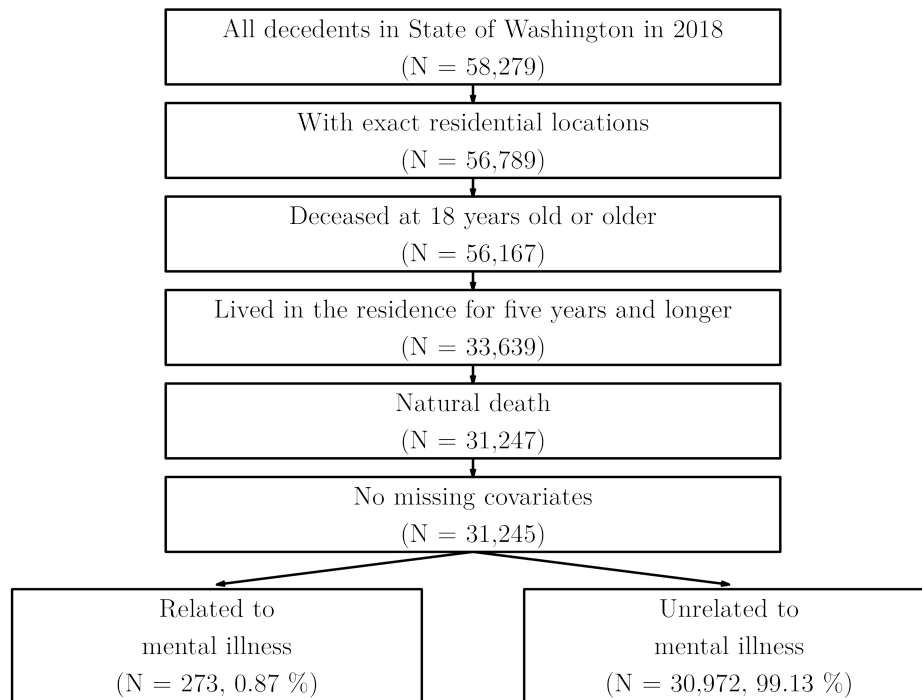 All decedents in State of Washington in 2018
(N = 58,279)
With exact residential locations
(N = 56,789)
Deceased at 18 years old or older
(N = 56,167)
Lived in the residence for five years and longer
(N = 33,639)
Natural death
(N = 31,247)
No missing covariates
(N = 31,245)
Related to
mental illness
(N = 273, 0.87 %)
Unrelated to
mental illness
(N = 30,972, 99.13 %)